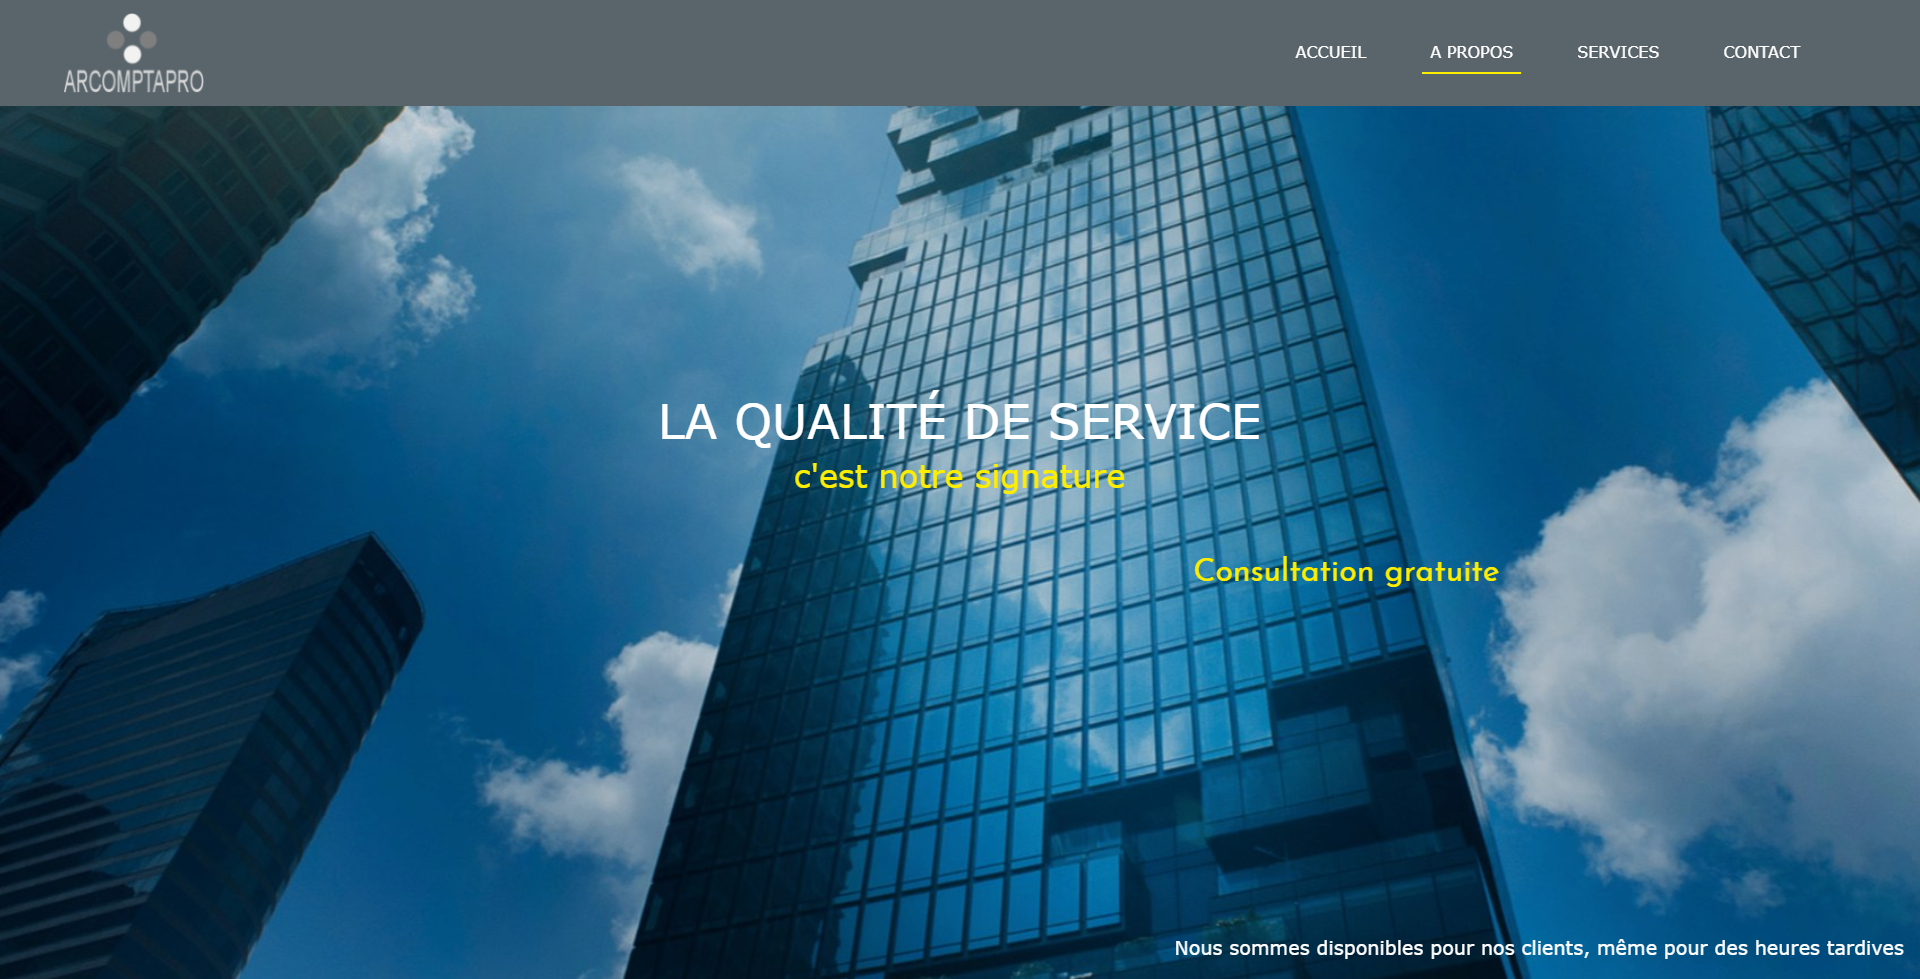 ARCOMPTAPRO
ACCUEIL
A PROPOS
SERVICES
CONTACT
LA QUALITÉ DE SERVICE
c'est notre signature
Consultation gratuite
Nous sommes disponibles pour nos clients, même pour des heures tardives